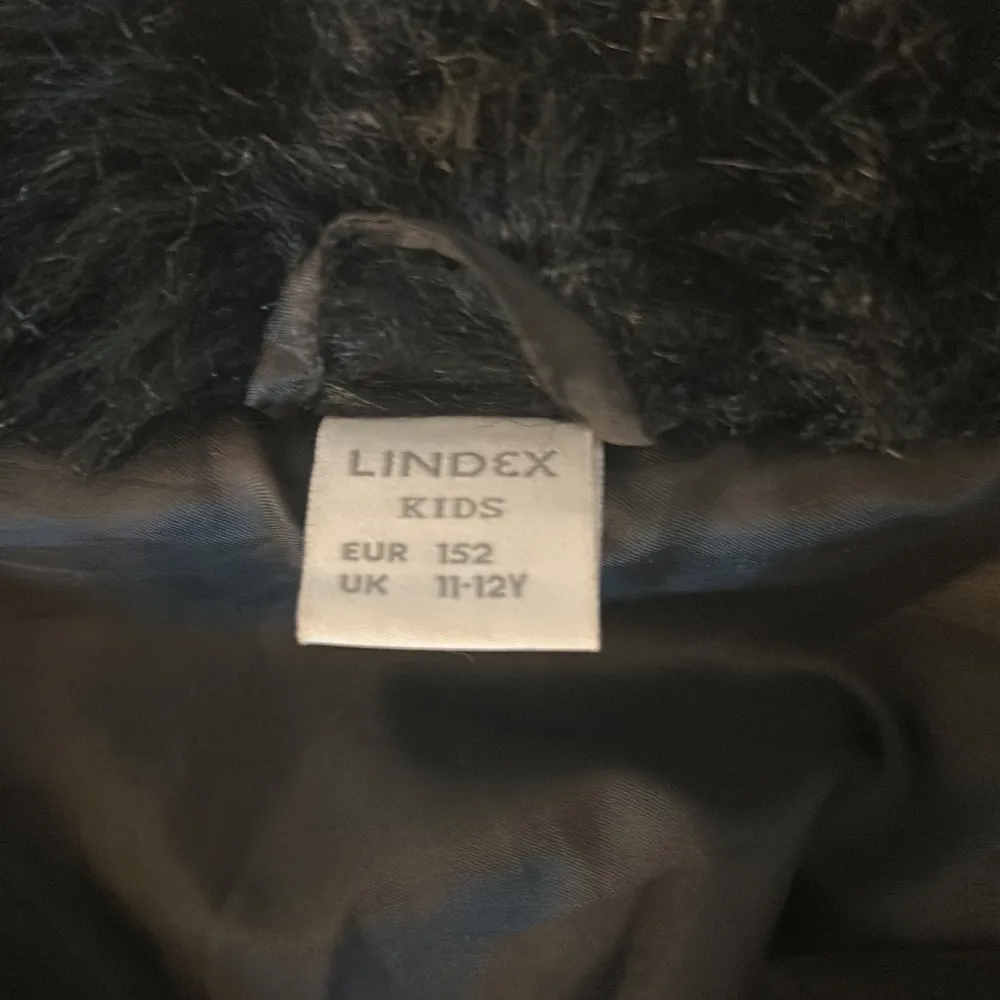 LINDEX
KIDS
EUR 152
UK 11-12Y